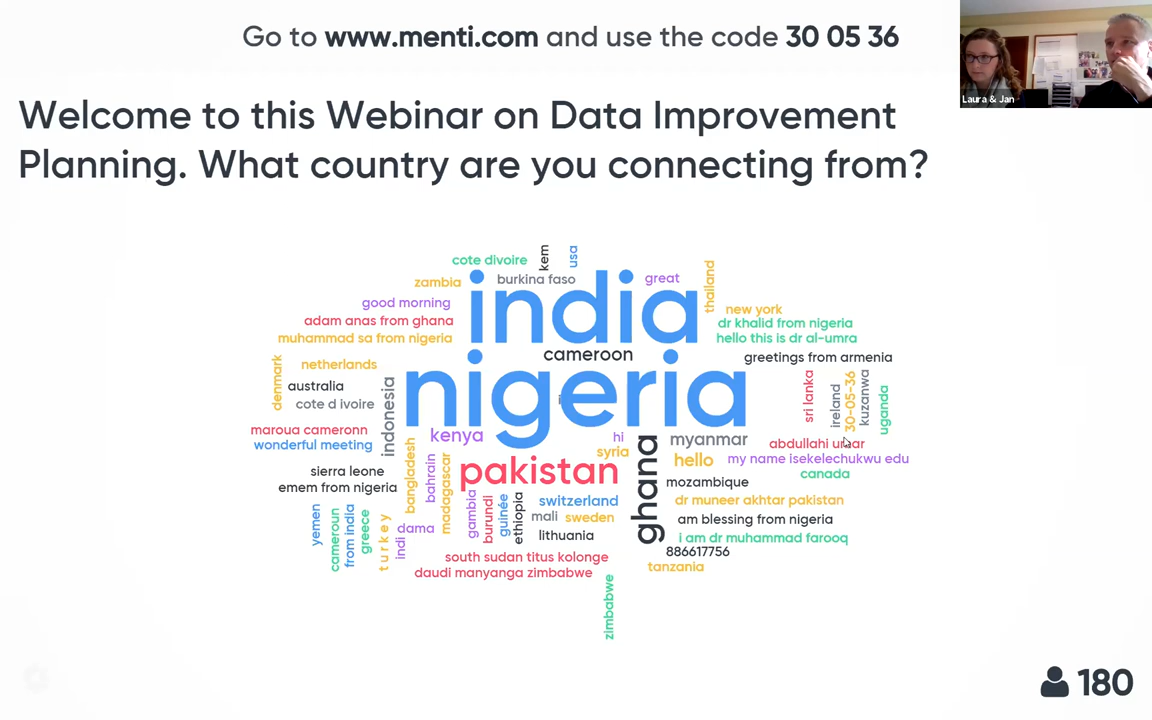 Go to www.menti.com and use the code 30 05 36
Laura & Jan
Welcome to this Webinar on Data Improvement
Planning. What country are you connecting from?
cote divoire
kem
usa
zambia
burkina faso
great
thailand
good morning
india
new york
adam anas from ghana
dr khalid from nigeria
muhammad sa from nigeria
hello this is dr al-umra
cameroon
greetings from armenia
denmark
netherlands
australia
cote d ivoire
indonesia
nigeria
sri lanka
ireland
30-05-36
kuzanwa
uganda
maroua cameronn
wonderful meeting
kenya
hi
syria
myanmar
hello
abdullahi umar
my name isekelechukwu edu
canada
sierra leone
emem from nigeria
bangladesh
bahrain
madagascar
pakistan
ghana
mozambique
dr muneer akhtar pakistan
am blessing from nigeria
i am dr muhammad farooq
886617756
tanzania
yemen
cameroun
from india
greece
t u r k e y
indi
dama
gambia
burundi
guinée
ethiopia
switzerland
mali
sweden
lithuania
south sudan titus kolonge
daudi manyanga zimbabwe
zimbabwe
180